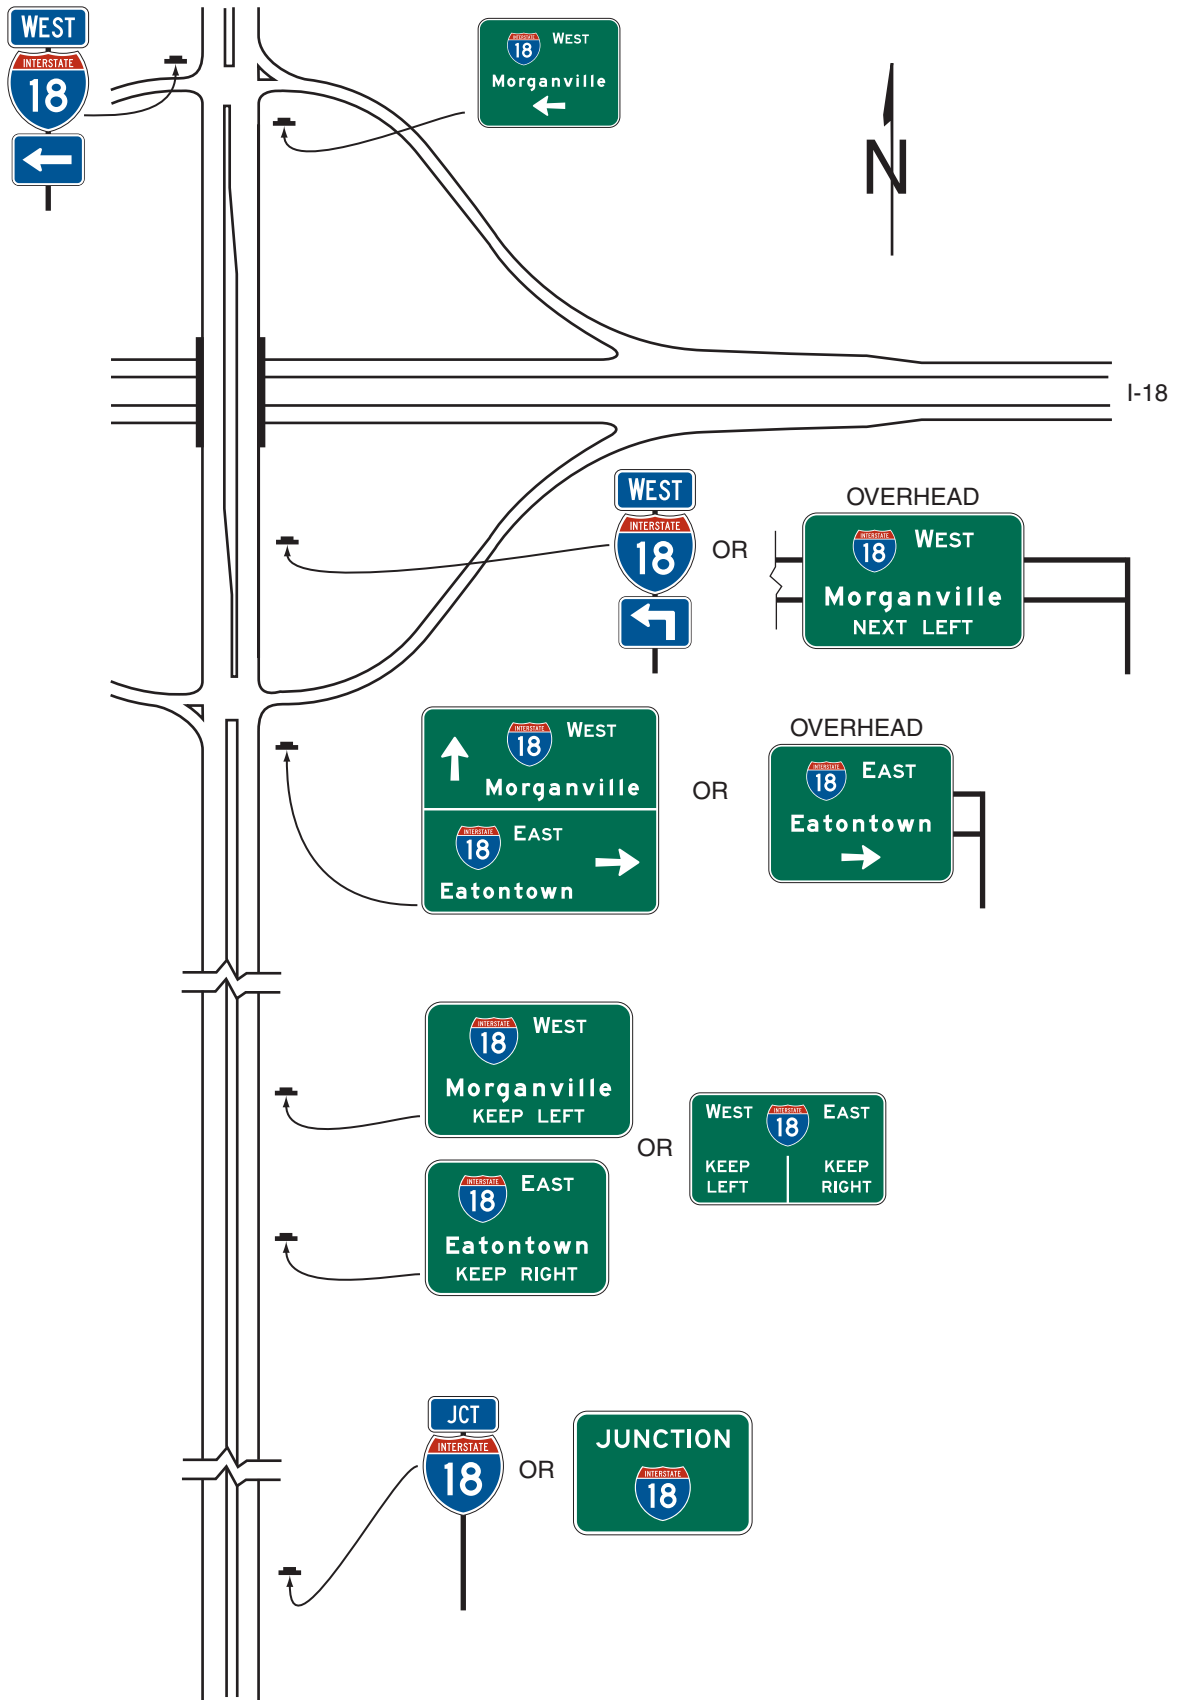 WEST
INTERSTATE
18
INTERSTATE
18 WEST
Morganville
N
I-18
WEST
INTERSTATE
18
OR
OVERHEAD
INTERSTATE
18 WEST
Morganville
NEXT LEFT
INTERSTATE
18 WEST
Morganville
INTERSTATE
18 EAST
Eatontown
OR
OVERHEAD
INTERSTATE
18 EAST
Eatontown
INTERSTATE
18 WEST
Morganville
KEEP LEFT
INTERSTATE
18 EAST
Eatontown
KEEP RIGHT
OR
WEST INTERSTATE 18 EAST
KEEP KEEP
LEFT RIGHT
JCT
INTERSTATE
18
OR
JUNCTION
INTERSTATE
18